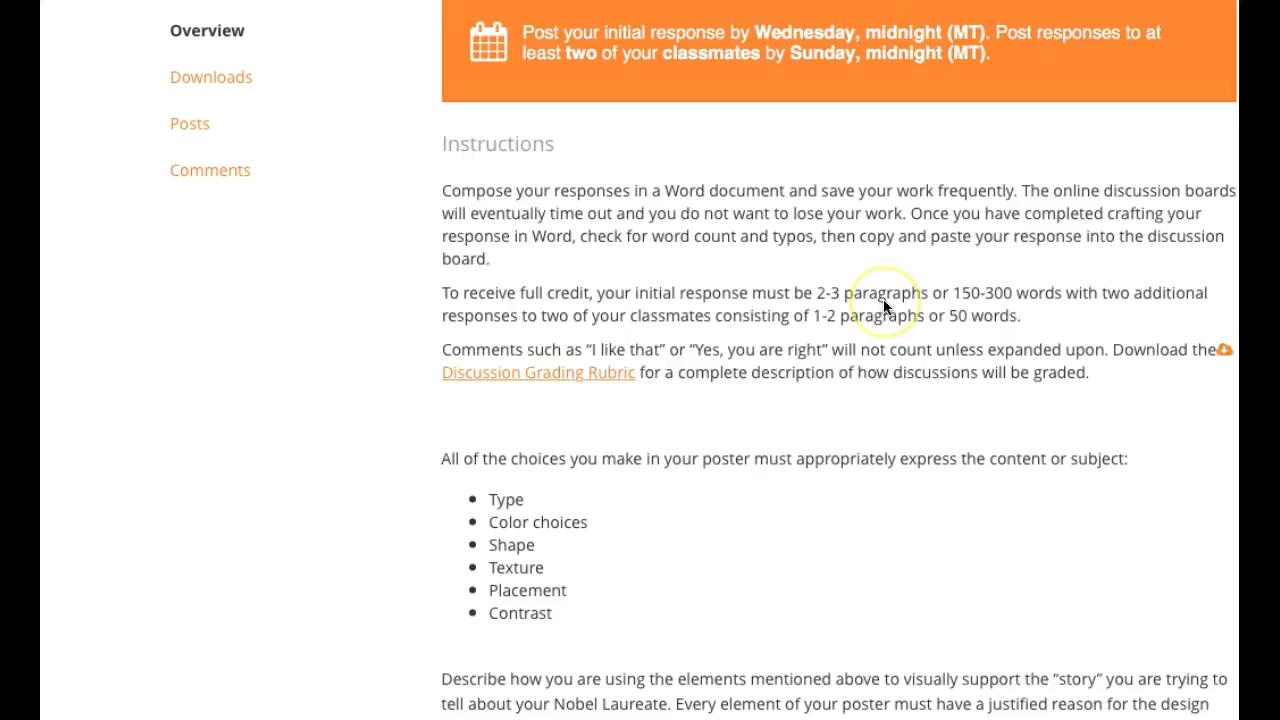 Overview
Downloads
Posts
Comments
Post your initial response by Wednesday, midnight (MT). Post responses to at
least two of your classmates by Sunday, midnight (MT).
Instructions
Compose your responses in a Word document and save your work frequently. The online discussion boards
will eventually time out and you do not want to lose your work. Once you have completed crafting your
response in Word, check for word count and typos, then copy and paste your response into the discussion
board.
To receive full credit, your initial response must be 2-3 paragraphs or 150-300 words with two additional
responses to two of your classmates consisting of 1-2 paragraphs or 50 words.
Comments such as “I like that” or “Yes, you are right” will not count unless expanded upon. Download the
Discussion Grading Rubric for a complete description of how discussions will be graded.
All of the choices you make in your poster must appropriately express the content or subject:
• Type
• Color choices
• Shape
• Texture
• Placement
• Contrast
Describe how you are using the elements mentioned above to visually support the “story” you are trying to
tell about your Nobel Laureate. Every element of your poster must have a justified reason for the design